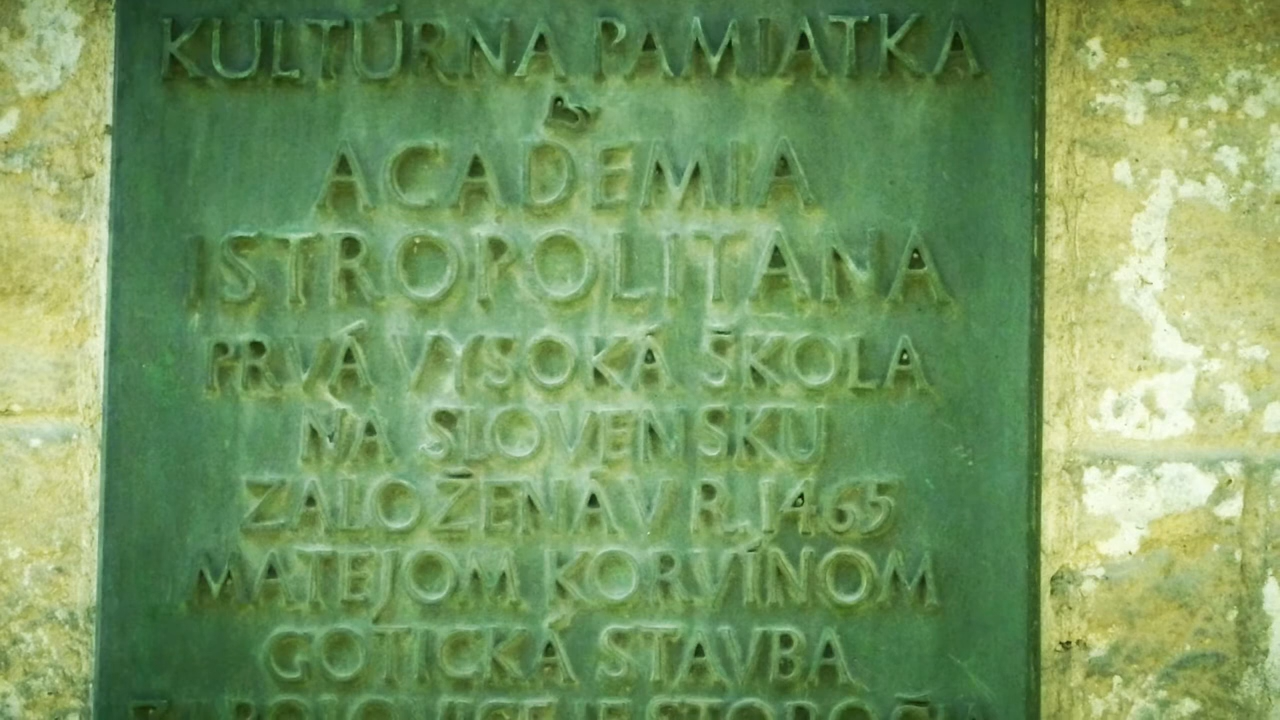 KULTÚRNA PAMIATKA
ACADEMIA
ISTROPOLITANA
PRVÁ VYSOKÁ ŠKOLA
NA SLOVENSKU
ZALOŽENÁ V R. 1465
MATEJOM KORVÍNOM
GOTICKÁ STAVBA